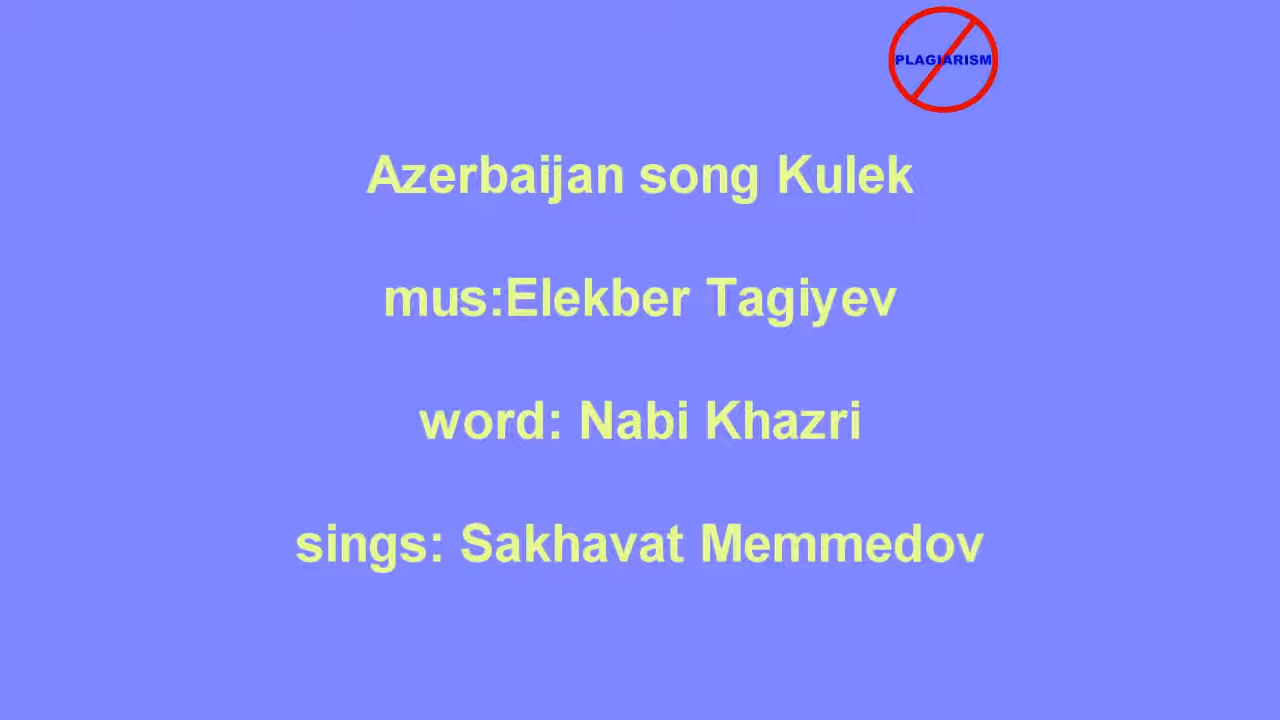 PLAGIARISM
Azerbaijan song Kulek
mus:Elekber Tagiyev
word: Nabi Khazri
sings: Sakhavat Memmedov